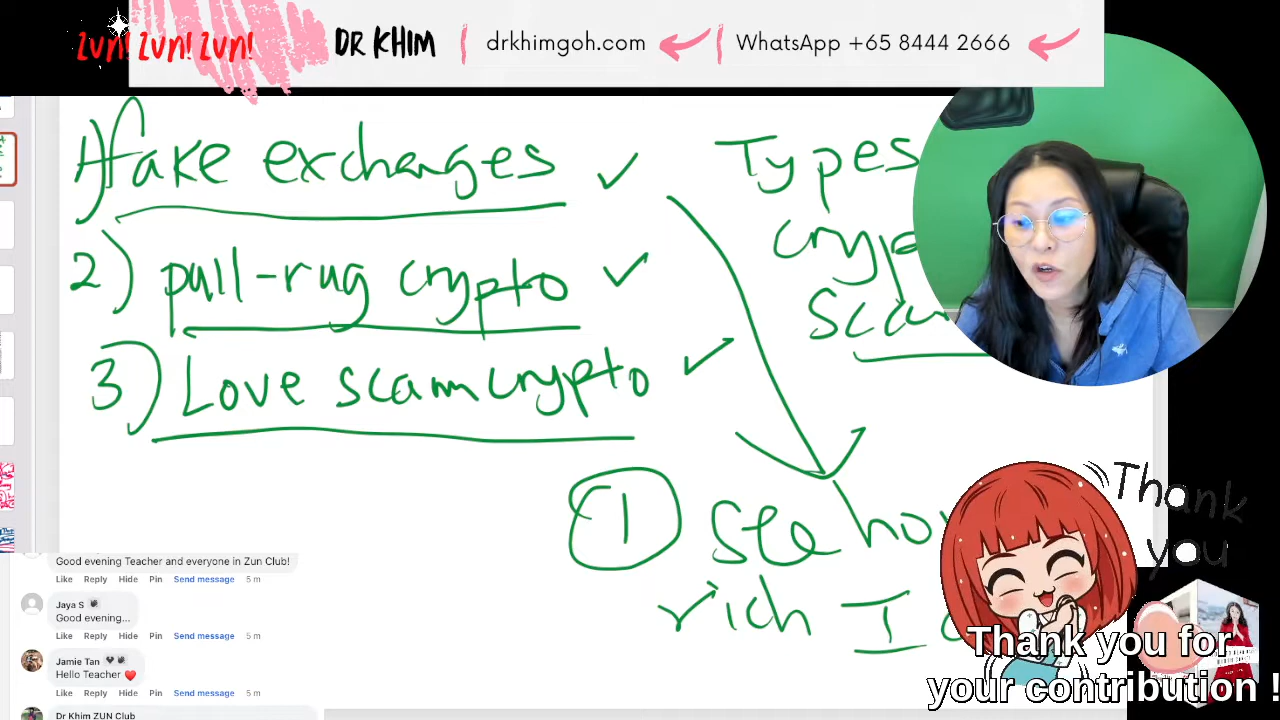 zun! zun! zun!
DR KHIM
drkhimgoh.com
WhatsApp +65 8444 2666
1) fake exchanges
2) pull-rug crypto
3) Love scam crypto
Types
1 See
rich I
Thank you
Thank you for
your contribution !
Good evening Teacher and everyone in Zun Club!
Like Reply Hide Pin Send message 5 m
Jaya S
Good evening...
Like Reply Hide Pin Send message 5 m
Jamie Tan
Hello Teacher
Like Reply Hide Pin Send message 5 m
Dr Khim ZUN Club